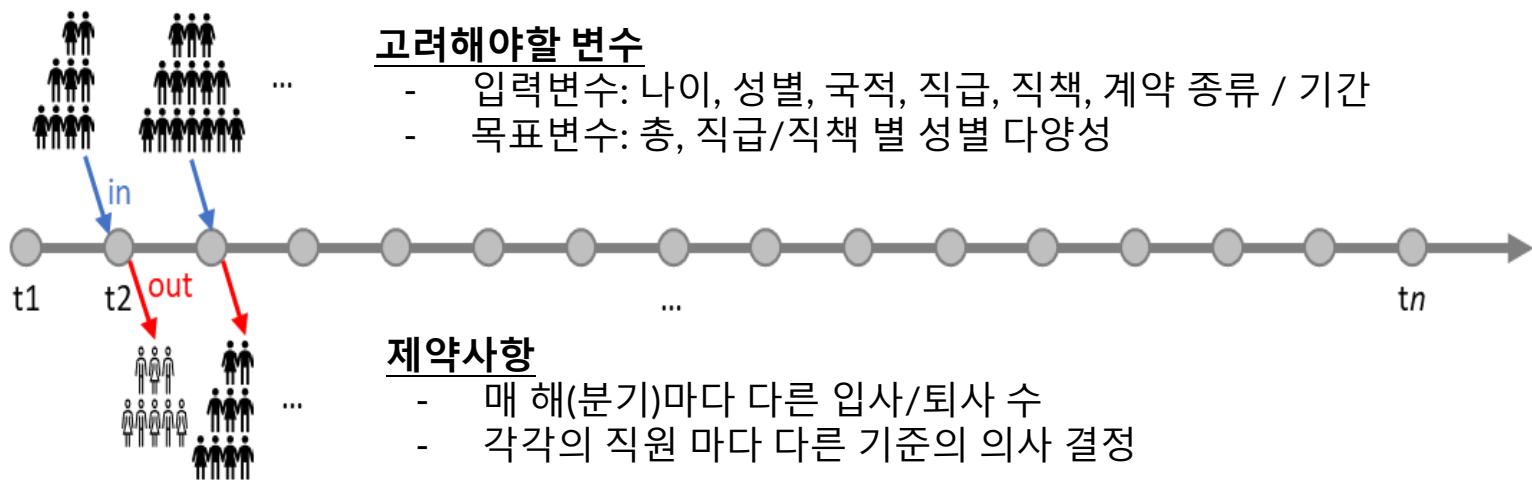 고려해야할 변수
...
- 입력변수: 나이, 성별, 국적, 직급, 직책, 계약 종류 / 기간
- 목표변수: 총, 직급/직책 별 성별 다양성
in
t1
t2
out
...
tn
제약사항
...
- 매 해(분기)마다 다른 입사/퇴사 수
- 각각의 직원 마다 다른 기준의 의사 결정